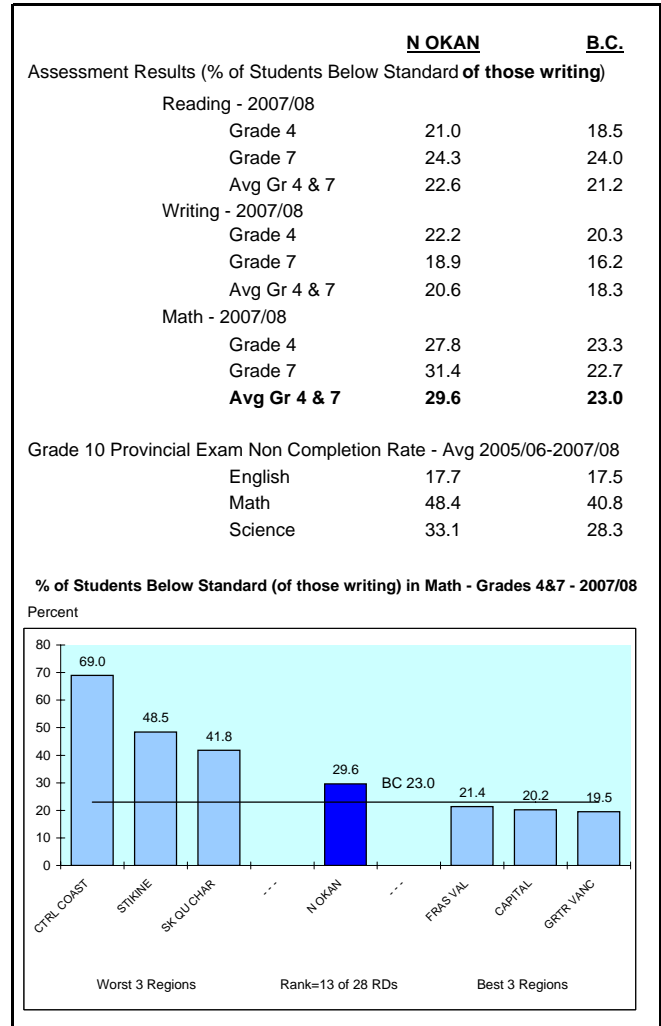 N OKAN B.C.
Assessment Results (% of Students Below Standard of those writing)
Reading - 2007/08
Grade 4 21.0 18.5
Grade 7 24.3 24.0
Avg Gr 4 & 7 22.6 21.2
Writing - 2007/08
Grade 4 22.2 20.3
Grade 7 18.9 16.2
Avg Gr 4 & 7 20.6 18.3
Math - 2007/08
Grade 4 27.8 23.3
Grade 7 31.4 22.7
Avg Gr 4 & 7 29.6 23.0
Grade 10 Provincial Exam Non Completion Rate - Avg 2005/06-2007/08
English 17.7 17.5
Math 48.4 40.8
Science 33.1 28.3
% of Students Below Standard (of those writing) in Math - Grades 4&7 - 2007/08
Percent
80
70
60
50
40
30
20
10
0
69.0
48.5
41.8
29.6
BC 23.0
21.4
20.2
19.5
CTRL COAST
STIKINE
SK QU CHAR
- - -
N OKAN
- - -
FRAS VAL
CAPITAL
GRTR VANC
Worst 3 Regions Rank=13 of 28 RDs Best 3 Regions